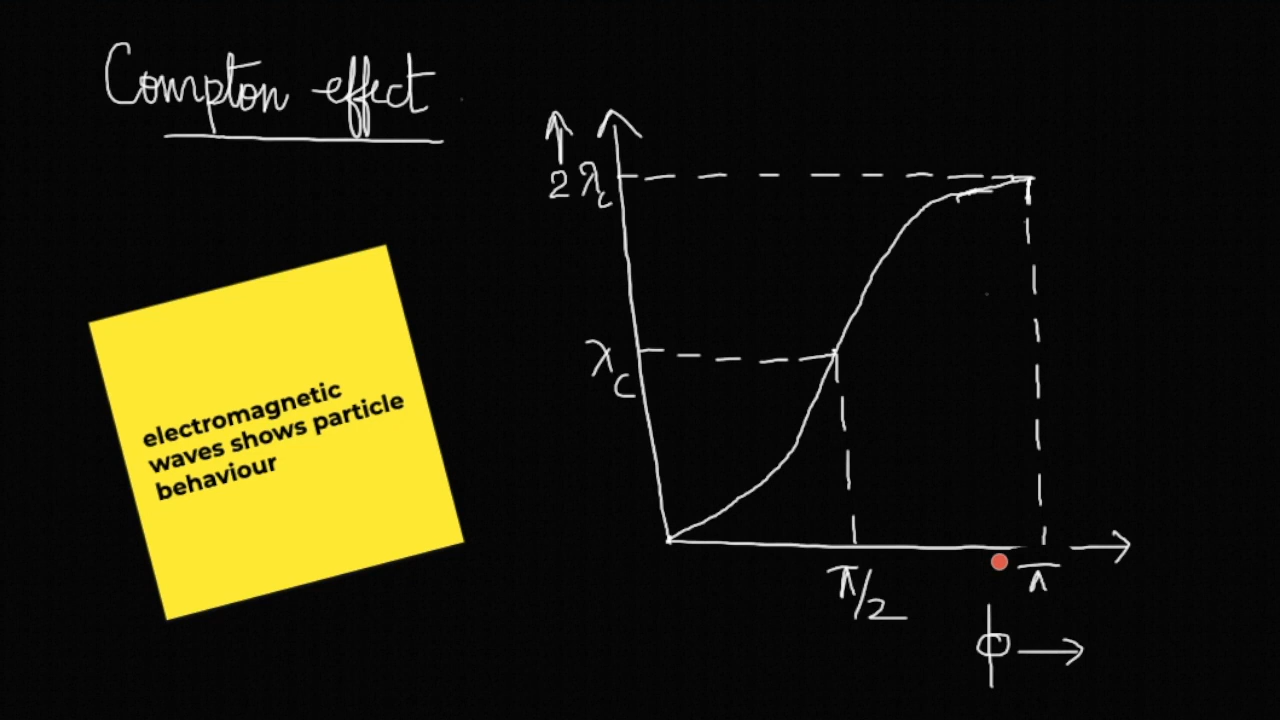 Compton effect
2λc
λc
electromagnetic
waves shows particle
behaviour
π/2
π
ϕ